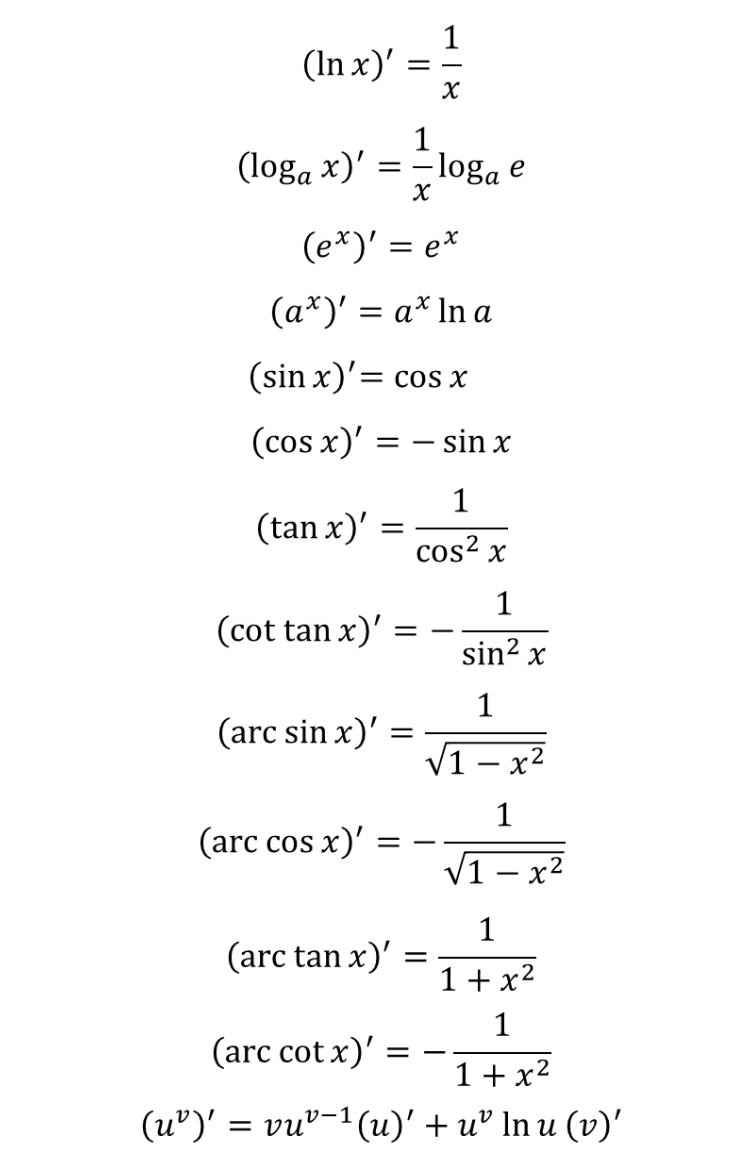 (ln x)′ = 1/x
(logₐ x)′ = 1/x logₐ e
(eˣ)′ = eˣ
(aˣ)′ = aˣ ln a
(sin x)′= cos x
(cos x)′ = − sin x
(tan x)′ = 1/cos² x
(cot tan x)′ = − 1/sin² x
(arc sin x)′ = 1/√(1 − x²)
(arc cos x)′ = − 1/√(1 − x²)
(arc tan x)′ = 1/(1 + x²)
(arc cot x)′ = − 1/(1 + x²)
(uᵛ)′ = vuᵛ⁻¹(u)′ + uᵛ ln u (v)′